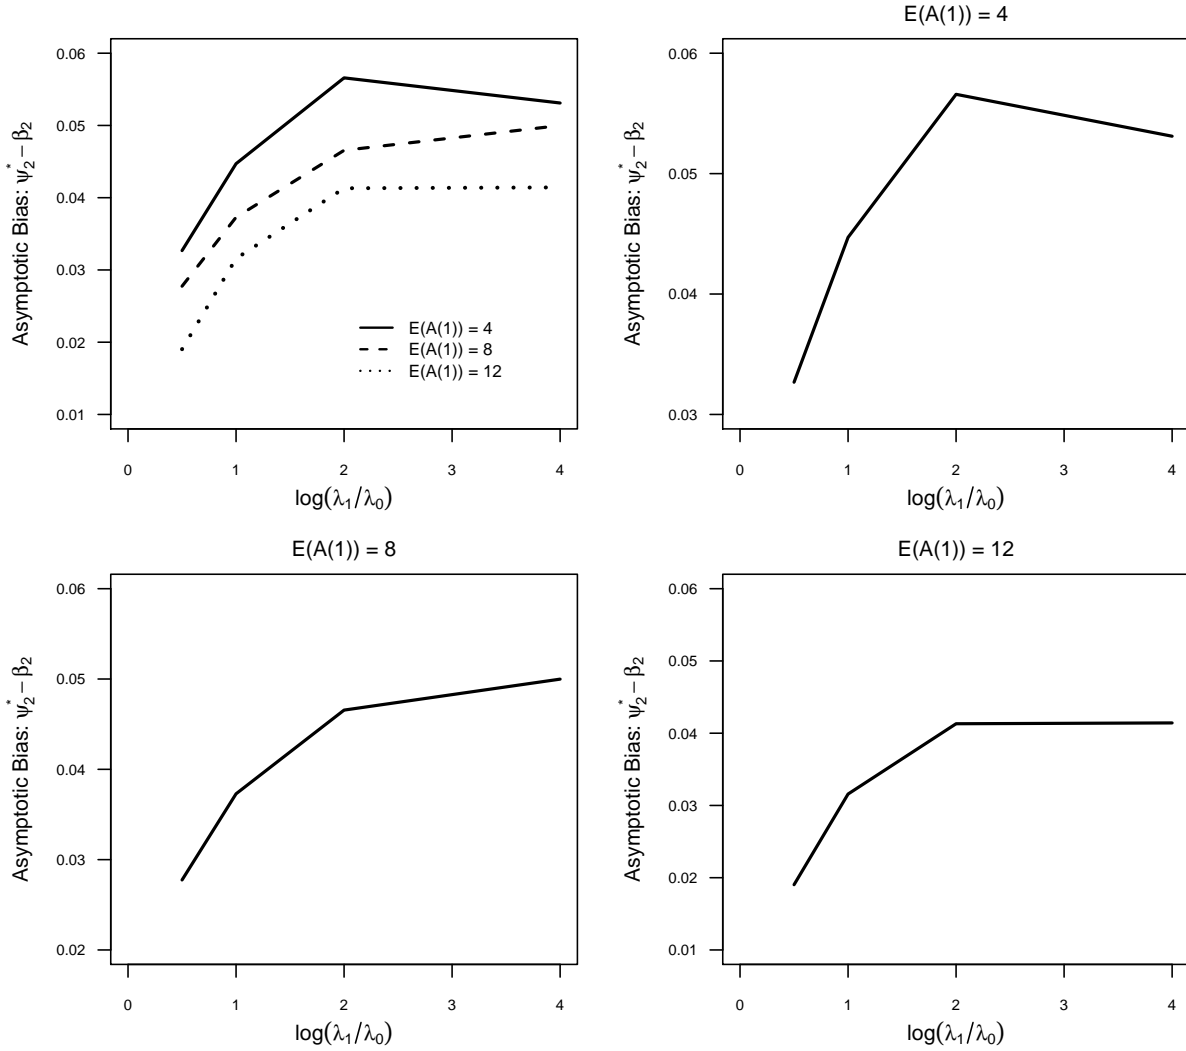 0.06
0.05
0.04
0.03
0.02
0.01
0 1 2 3 4
log(λ₁/λ₀)
Asymptotic Bias: ψ₂* − β₂
E(A(1)) = 4
E(A(1)) = 8
E(A(1)) = 12
E(A(1)) = 4
0.06
0.05
0.04
0.03
0 1 2 3 4
log(λ₁/λ₀)
Asymptotic Bias: ψ₂* − β₂
E(A(1)) = 8
0.06
0.05
0.04
0.03
0.02
0 1 2 3 4
log(λ₁/λ₀)
Asymptotic Bias: ψ₂* − β₂
E(A(1)) = 12
0.06
0.05
0.04
0.03
0.02
0.01
0 1 2 3 4
log(λ₁/λ₀)
Asymptotic Bias: ψ₂* − β₂